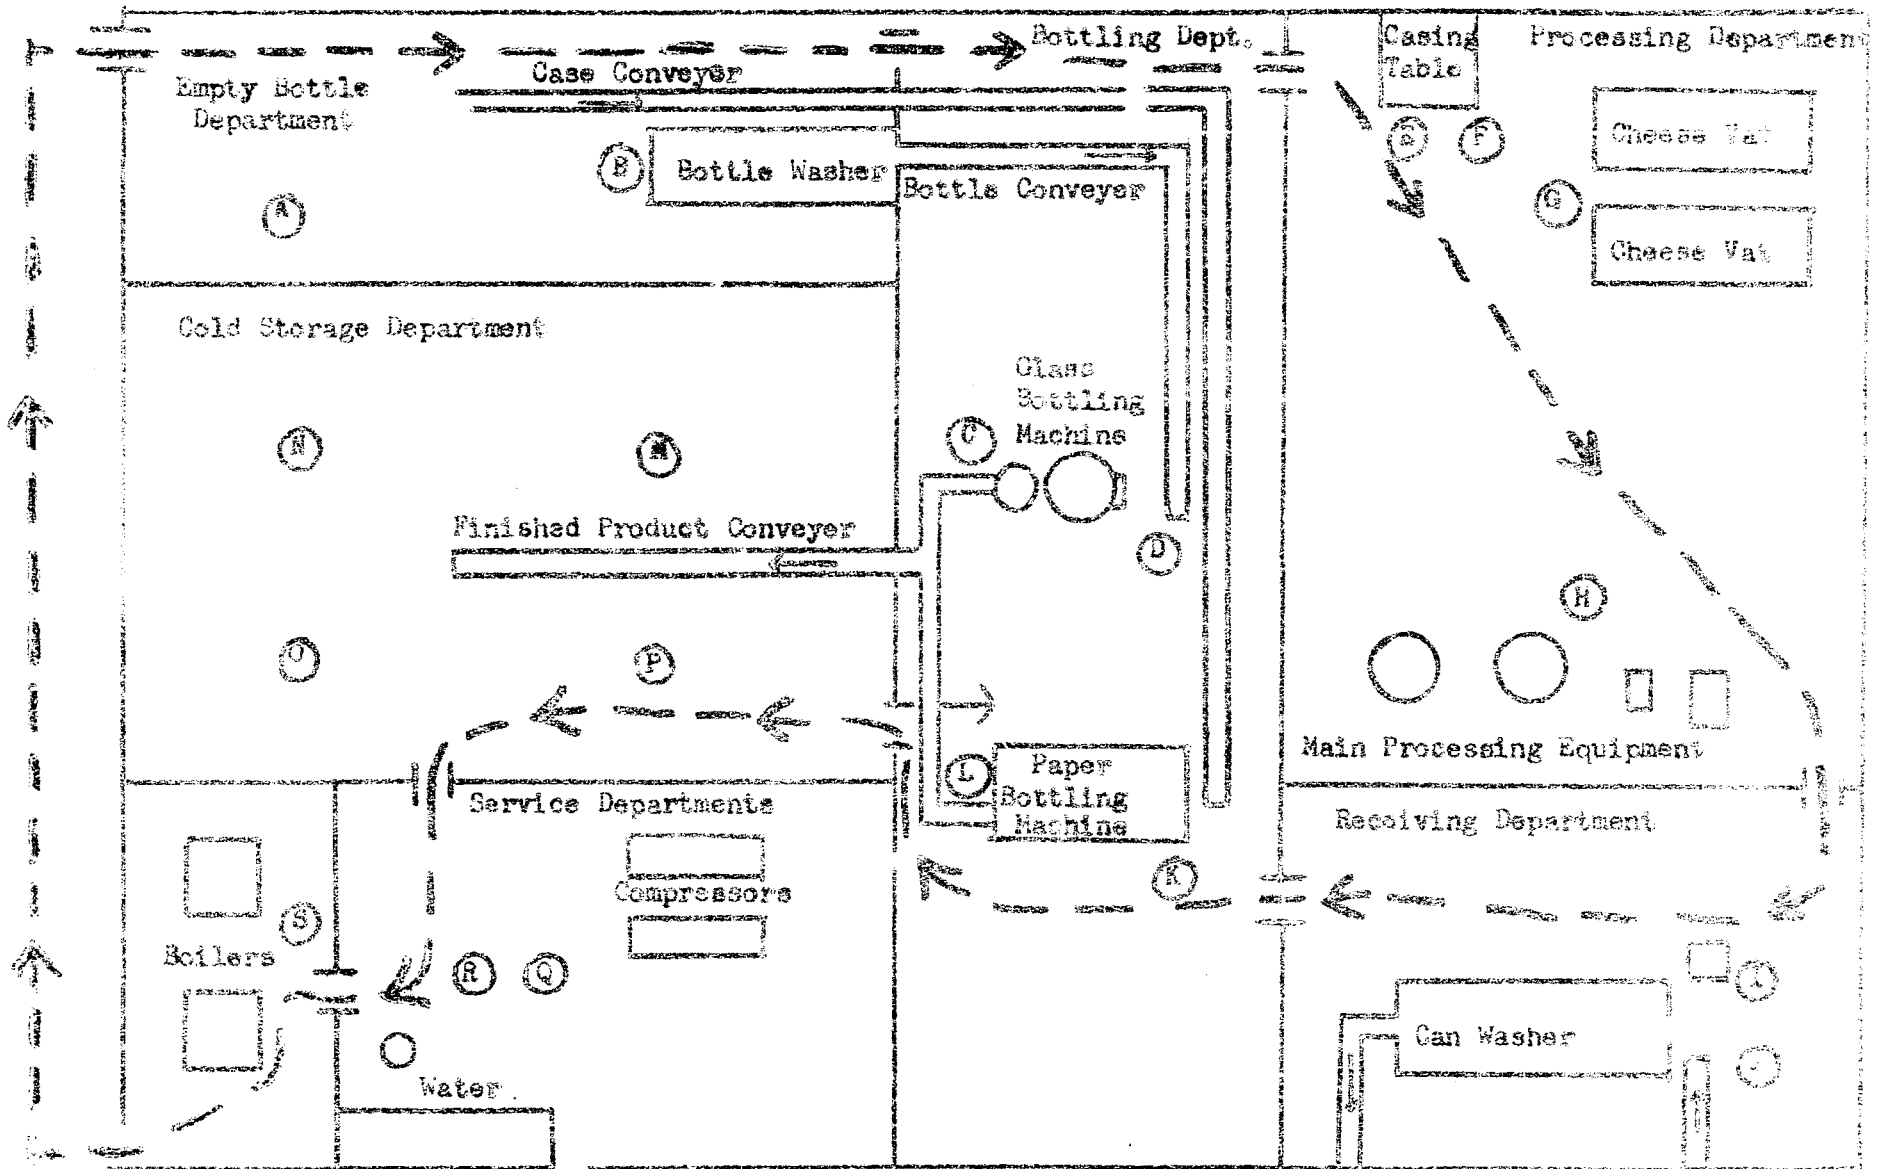 Bottling Dept.
Casing
Table
Processing Department
Case Conveyer
Empty Bottle
Department
E
F
Cheese Vat
B
Bottle Washer
Bottle Conveyer
A
G
Cheese Vat
Cold Storage Department
Glass
Bottling
Machine
N
M
C
Finished Product Conveyer
D
H
O
P
Main Processing Equipment
L
Paper
Bottling
Machine
Service Departments
Receiving Department
K
Compressors
S
Boilers
R
Q
I
Can Washer
J
Water